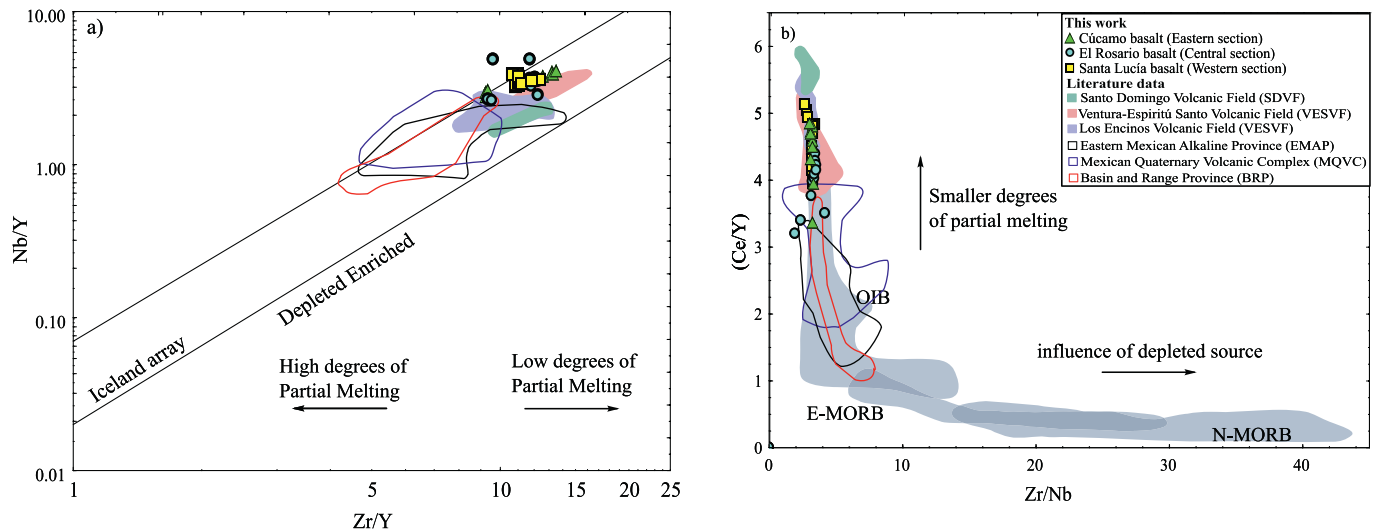 a)
10.00
1.00
0.10
0.01
Nb/Y
Iceland array
Depleted Enriched
High degrees of
Partial Melting
Low degrees of
Partial Melting
1
5
10
15
20
25
Zr/Y
b)
6
5
4
3
2
1
0
(Ce/Y)
This work
Cúcamo basalt (Eastern section)
El Rosario basalt (Central section)
Santa Lucía basalt (Western section)
Literature data
Santo Domingo Volcanic Field (SDVF)
Ventura-Espiritú Santo Volcanic Field (VESVF)
Los Encinos Volcanic Field (VESVF)
Eastern Mexican Alkaline Province (EMAP)
Mexican Quaternary Volcanic Complex (MQVC)
Basin and Range Province (BRP)
Smaller degrees
of partial melting
OIB
influence of depleted source
E-MORB
N-MORB
0
10
20
30
40
Zr/Nb